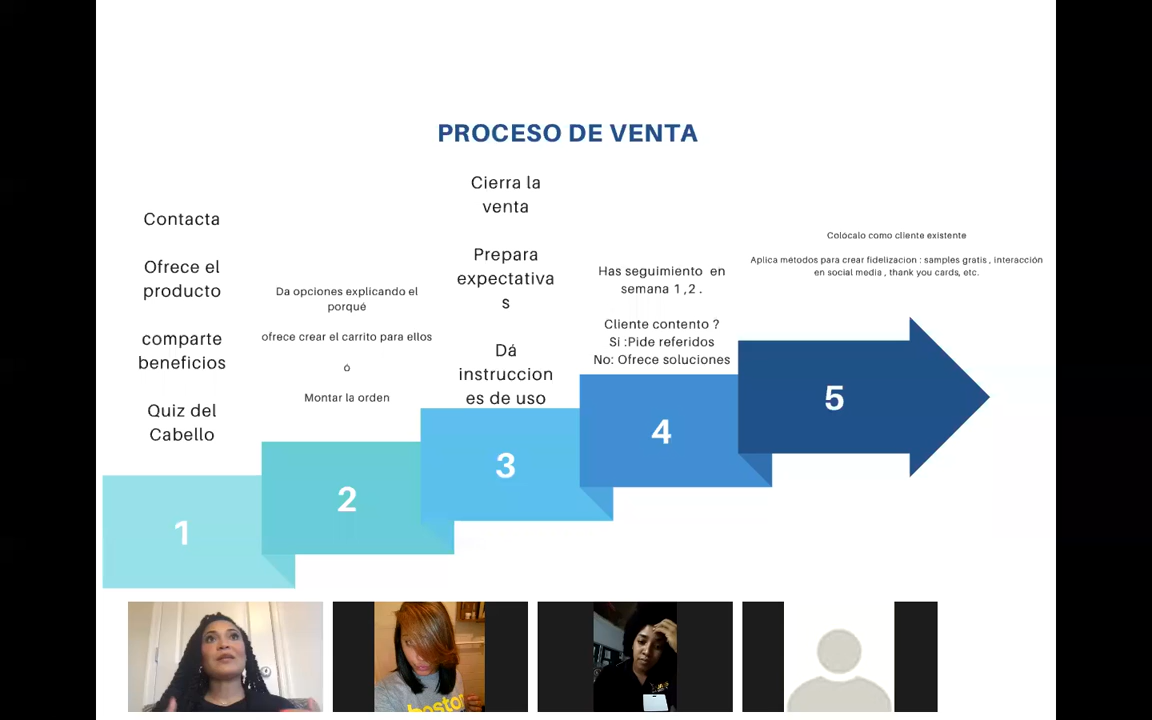 PROCESO DE VENTA
Contacta
Ofrece el
producto
comparte
beneficios
Quiz del
Cabello
1
Da opciones explicando el
porqué
ofrece crear el carrito para ellos
ò
Montar la orden
2
Cierra la
venta
Prepara
expectativa
s
Dá
instruccion
es de uso
3
Has seguimiento en
semana 1 ,2 .
Cliente contento ?
Si :Pide referidos
No: Ofrece soluciones
4
Colócalo como cliente existente
Aplica métodos para crear fidelizacion : samples gratis , interacción
en social media , thank you cards, etc.
5
boston